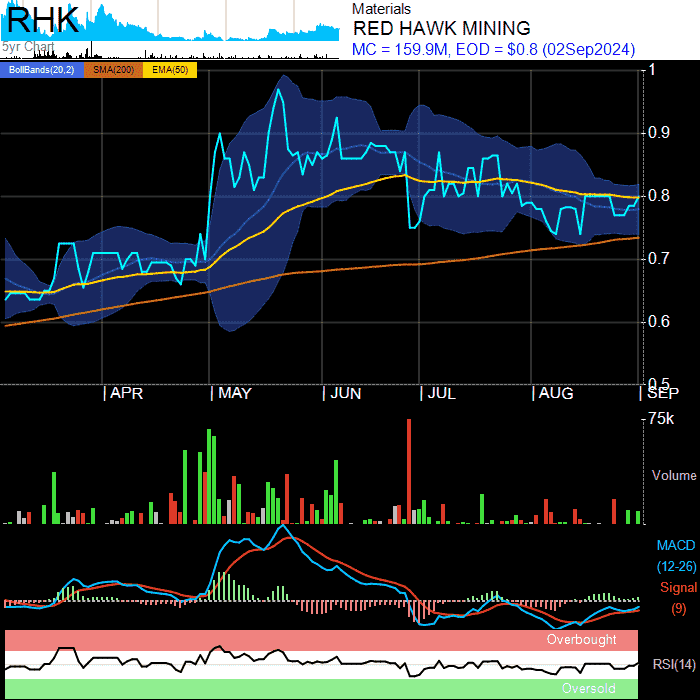 RHK
5yr Chart
Materials
RED HAWK MINING
MC = 159.9M, EOD = $0.8 (02Sep2024)
BollBands(20,2) SMA(200) EMA(50)
1
0.9
0.8
0.7
0.6
0.5
APR MAY JUN JUL AUG SEP
75k
Volume
MACD
(12-26)
Signal
(9)
Overbought
RSI(14)
Oversold